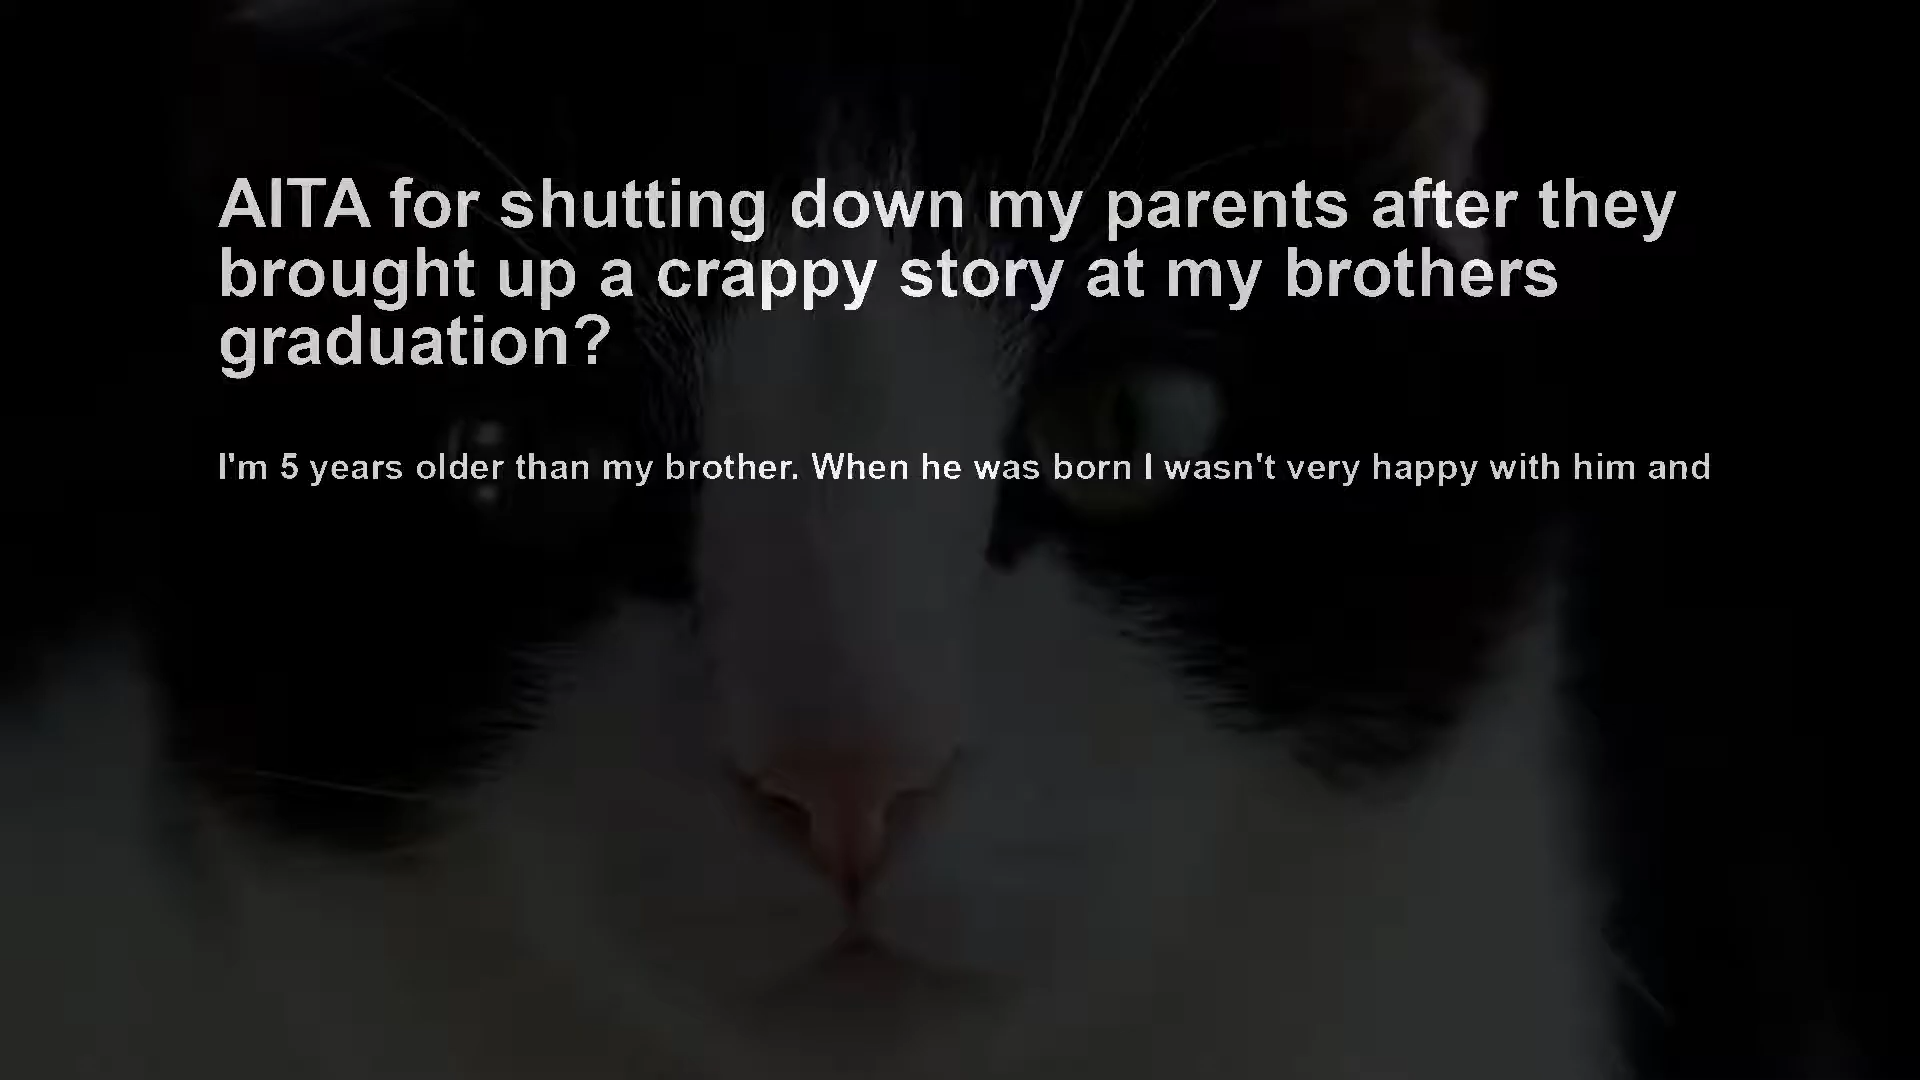 AITA for shutting down my parents after they
brought up a crappy story at my brothers
graduation?
I'm 5 years older than my brother. When he was born I wasn't very happy with him and